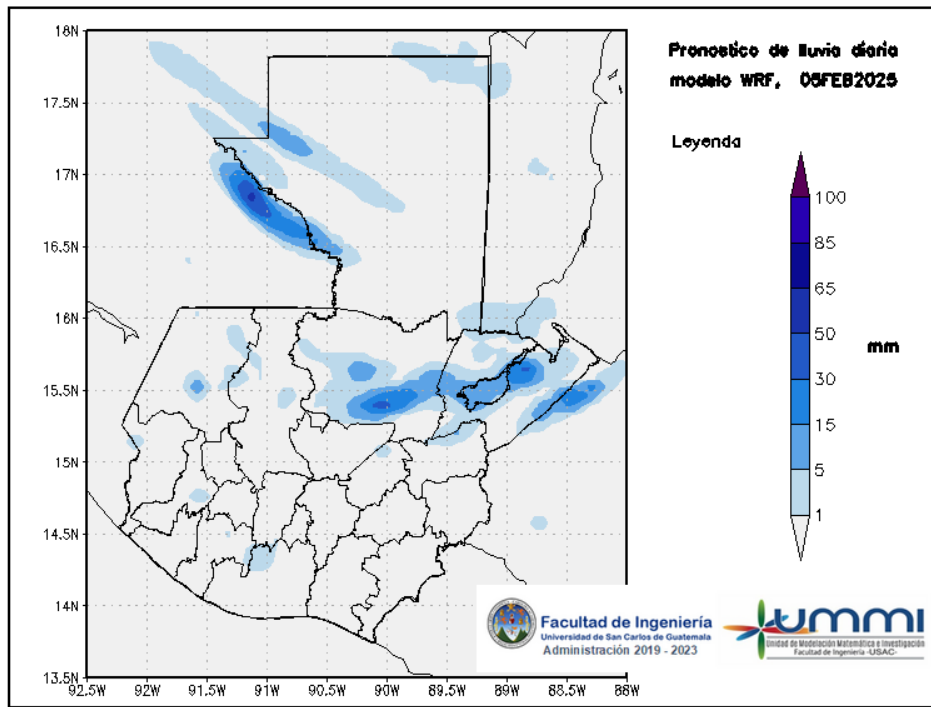 18N
17.5N
17N
16.5N
16N
15.5N
15N
14.5N
14N
13.5N
92.5W
92W
91.5W
91W
90.5W
90W
89.5W
89W
88.5W
88W
Pronostico de lluvia diaria
modelo WRF, 05FEB2025
Leyenda
100
85
65
50
30
15
5
1
mm
Facultad de Ingeniería
Universidad de San Carlos de Guatemala
Administración 2019 - 2023
UMMI
Unidad de Modelación Matemática e Investigación
Facultad de Ingeniería -USAC-